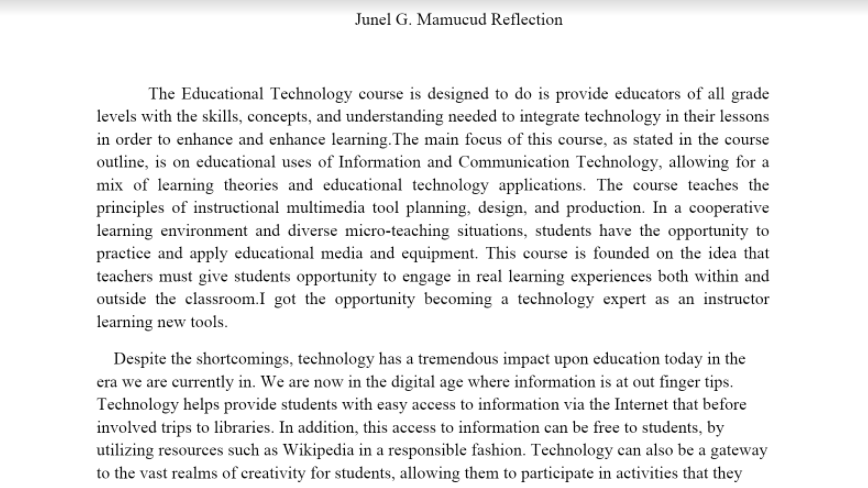 Junel G. Mamucud Reflection
The Educational Technology course is designed to do is provide educators of all grade
levels with the skills, concepts, and understanding needed to integrate technology in their lessons
in order to enhance and enhance learning.The main focus of this course, as stated in the course
outline, is on educational uses of Information and Communication Technology, allowing for a
mix of learning theories and educational technology applications. The course teaches the
principles of instructional multimedia tool planning, design, and production. In a cooperative
learning environment and diverse micro-teaching situations, students have the opportunity to
practice and apply educational media and equipment. This course is founded on the idea that
teachers must give students opportunity to engage in real learning experiences both within and
outside the classroom.I got the opportunity becoming a technology expert as an instructor
learning new tools.
Despite the shortcomings, technology has a tremendous impact upon education today in the
era we are currently in. We are now in the digital age where information is at out finger tips.
Technology helps provide students with easy access to information via the Internet that before
involved trips to libraries. In addition, this access to information can be free to students, by
utilizing resources such as Wikipedia in a responsible fashion. Technology can also be a gateway
to the vast realms of creativity for students, allowing them to participate in activities that they